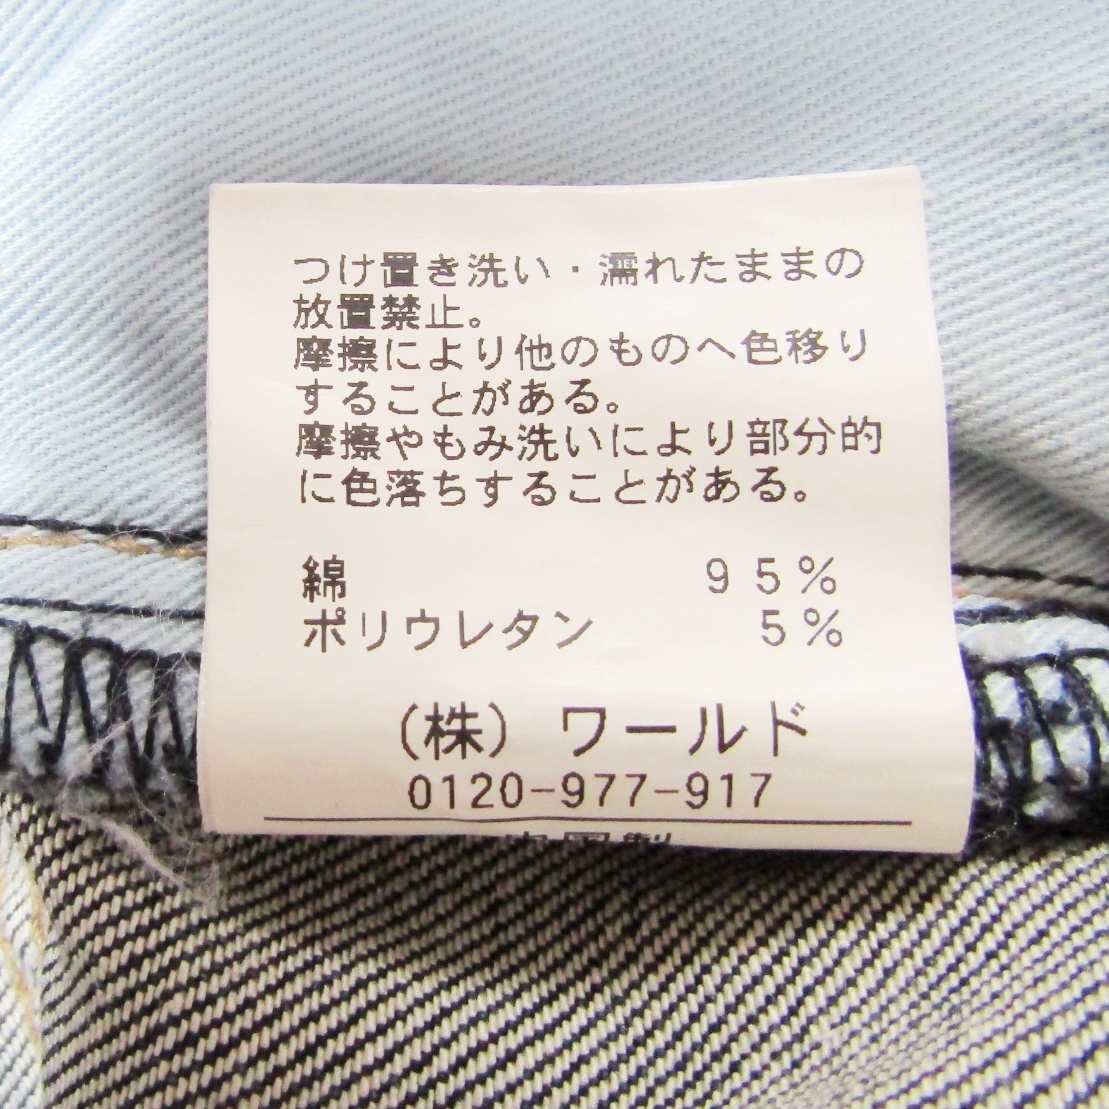 つけ置き洗い・濡れたままの
放置禁止。
摩擦により他のものへ色移り
することがある。
摩擦やもみ洗いにより部分的
に色落ちすることがある。
綿 95%
ポリウレタン 5%
(株) ワールド
0120-977-917